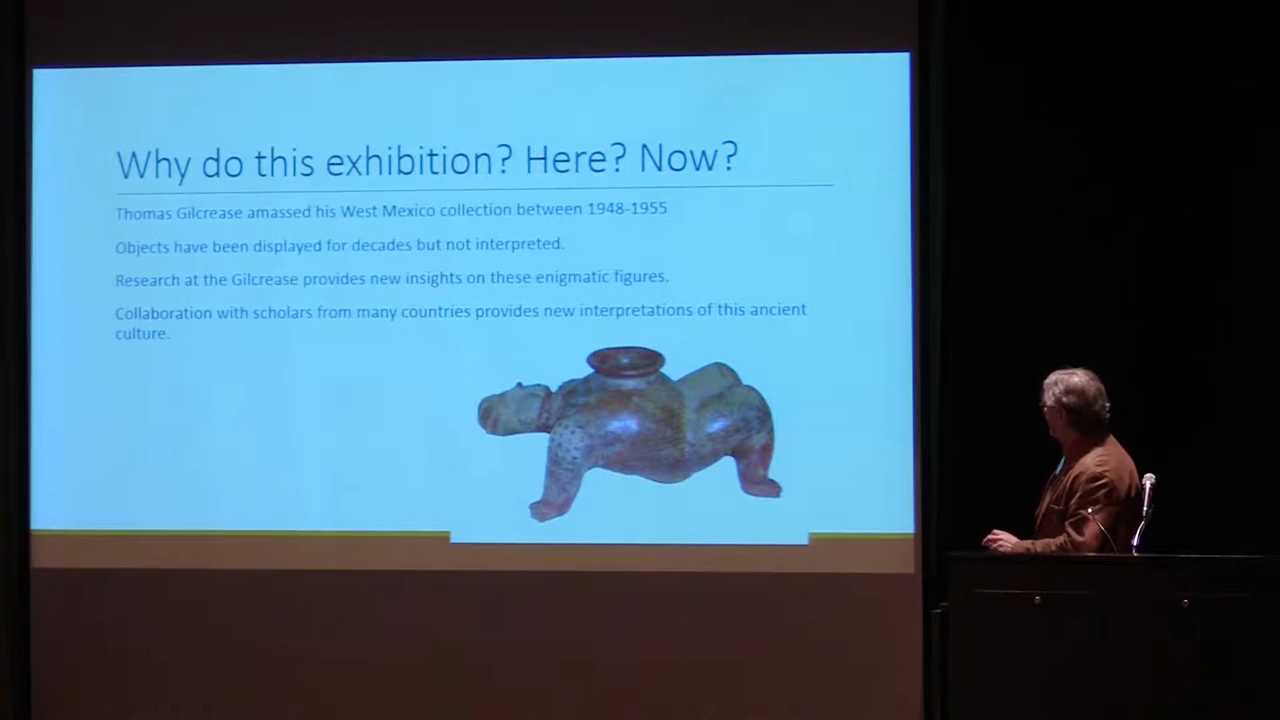 Why do this exhibition? Here? Now?
Thomas Gilcrease amassed his West Mexico collection between 1948-1955
Objects have been displayed for decades but not interpreted.
Research at the Gilcrease provides new insights on these enigmatic figures.
Collaboration with scholars from many countries provides new interpretations of this ancient
culture.